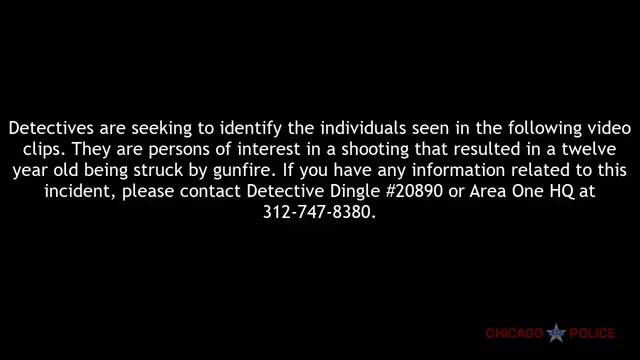 Detectives are seeking to identify the individuals seen in the following video
clips. They are persons of interest in a shooting that resulted in a twelve
year old being struck by gunfire. If you have any information related to this
incident, please contact Detective Dingle #20890 or Area One HQ at
312-747-8380.
CHICAGO POLICE